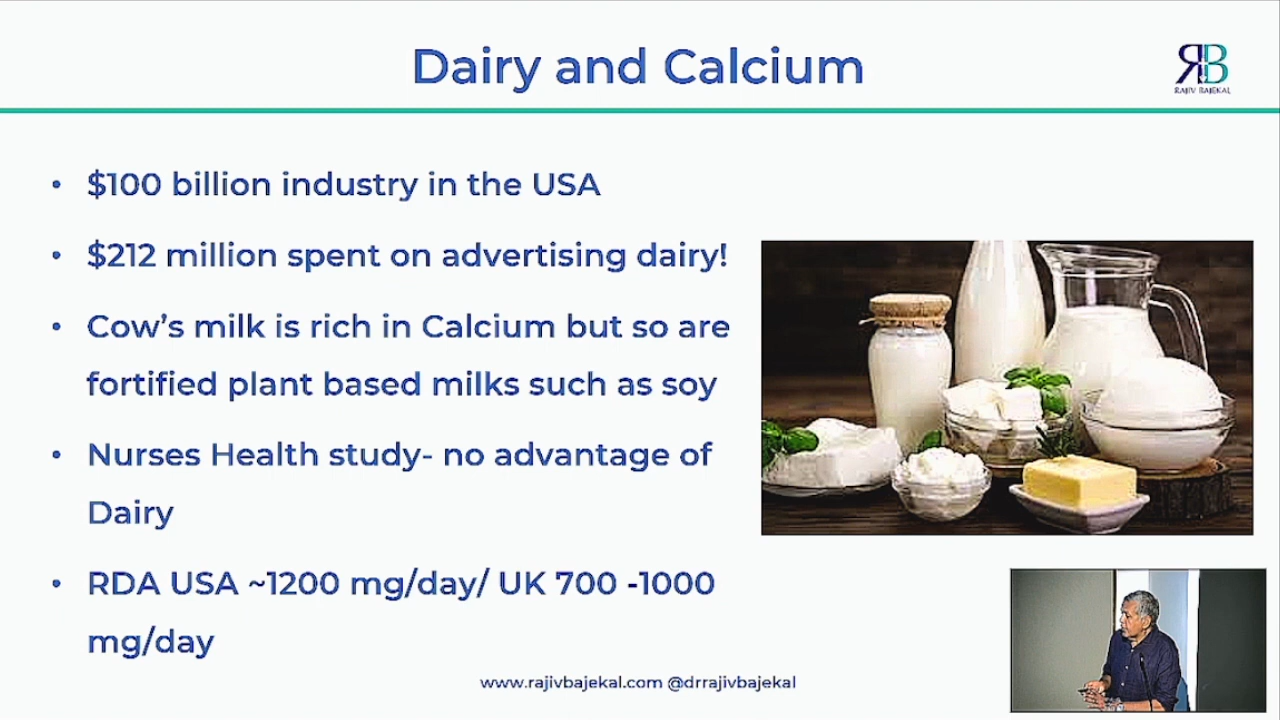 Dairy and Calcium
RB
RAJIV BAJEKAL
• $100 billion industry in the USA
• $212 million spent on advertising dairy!
• Cow's milk is rich in Calcium but so are
fortified plant based milks such as soy
• Nurses Health study- no advantage of
Dairy
• RDA USA ~1200 mg/day/ UK 700 -1000
mg/day
www.rajivbajekal.com @drrajivbajekal